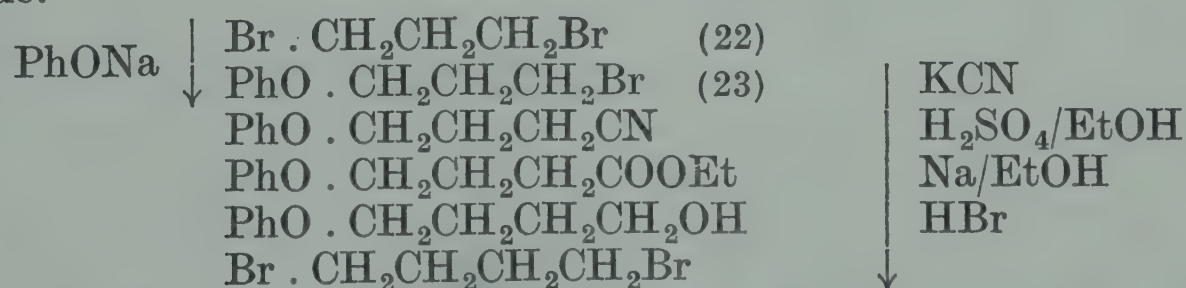 PhONa ↓ Br . CH₂CH₂CH₂Br (22)
PhO . CH₂CH₂CH₂Br (23) KCN
PhO . CH₂CH₂CH₂CN H₂SO₄/EtOH
PhO . CH₂CH₂CH₂COOEt Na/EtOH
PhO . CH₂CH₂CH₂CH₂OH HBr
Br . CH₂CH₂CH₂CH₂Br ↓